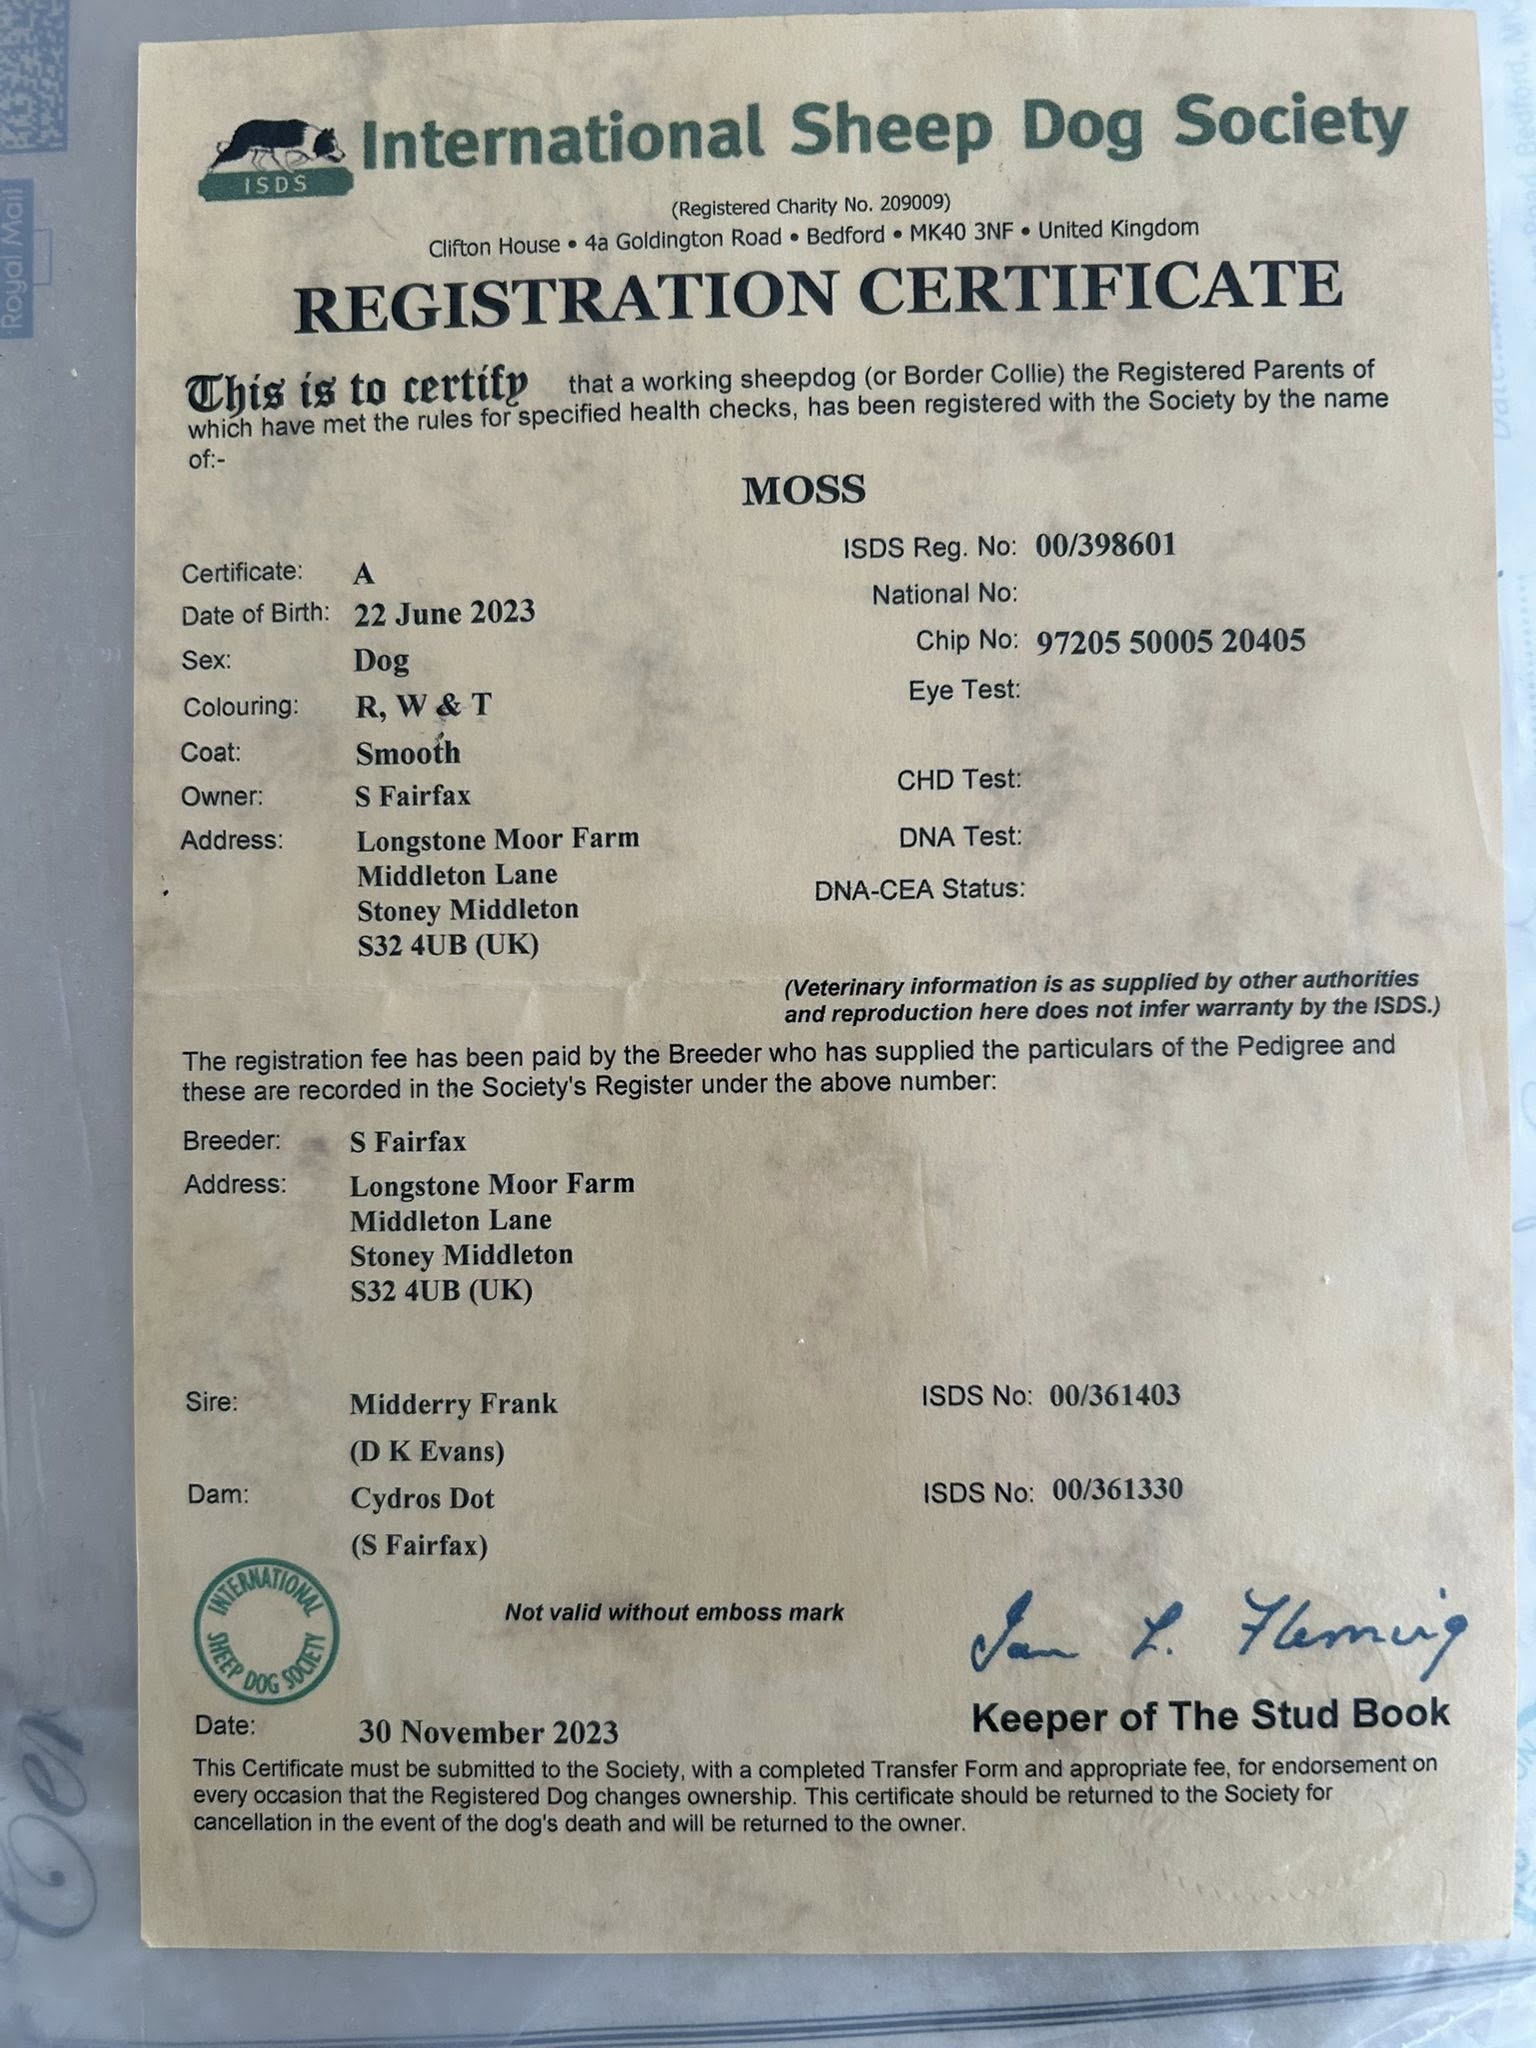 ISDS
International Sheep Dog Society
(Registered Charity No. 209009)
Clifton House • 4a Goldington Road • Bedford • MK40 3NF • United Kingdom
REGISTRATION CERTIFICATE
This is to certify that a working sheepdog (or Border Collie) the Registered Parents of
which have met the rules for specified health checks, has been registered with the Society by the name
of:-
MOSS
ISDS Reg. No: 00/398601
Certificate: A
National No:
Date of Birth: 22 June 2023
Chip No: 97205 50005 20405
Sex: Dog
Eye Test:
Colouring: R, W & T
Coat: Smooth
CHD Test:
Owner: S Fairfax
DNA Test:
Address: Longstone Moor Farm
Middleton Lane
DNA-CEA Status:
Stoney Middleton
S32 4UB (UK)
(Veterinary information is as supplied by other authorities
and reproduction here does not infer warranty by the ISDS.)
The registration fee has been paid by the Breeder who has supplied the particulars of the Pedigree and
these are recorded in the Society's Register under the above number:
Breeder: S Fairfax
Address: Longstone Moor Farm
Middleton Lane
Stoney Middleton
S32 4UB (UK)
Sire: Midderry Frank ISDS No: 00/361403
(D K Evans)
Dam: Cydros Dot ISDS No: 00/361330
(S Fairfax)
INTERNATIONAL
SHEEP DOG SOCIETY
Not valid without emboss mark
Ian L. Fleming
Keeper of The Stud Book
Date: 30 November 2023
This Certificate must be submitted to the Society, with a completed Transfer Form and appropriate fee, for endorsement on
every occasion that the Registered Dog changes ownership. This certificate should be returned to the Society for
cancellation in the event of the dog's death and will be returned to the owner.
Royal Mail